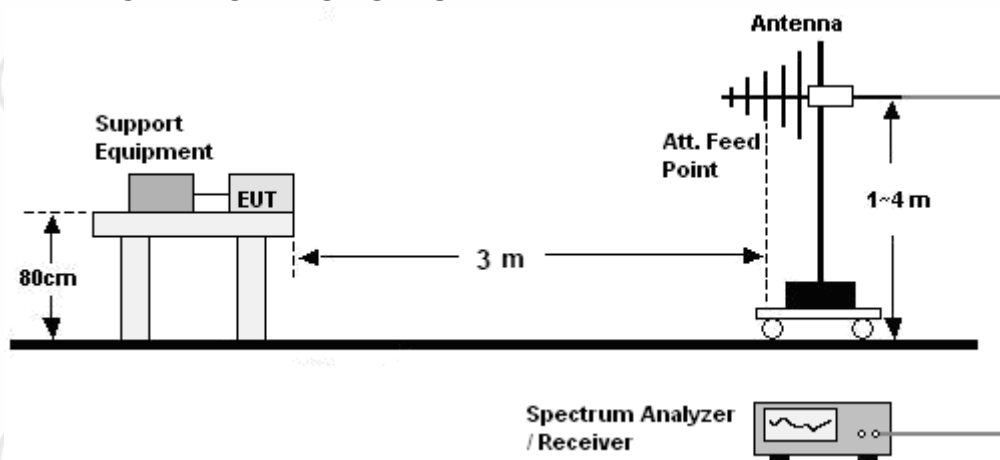 Antenna
Support
Equipment
Att. Feed
Point
EUT
1~4 m
3 m
80cm
Spectrum Analyzer
/ Receiver